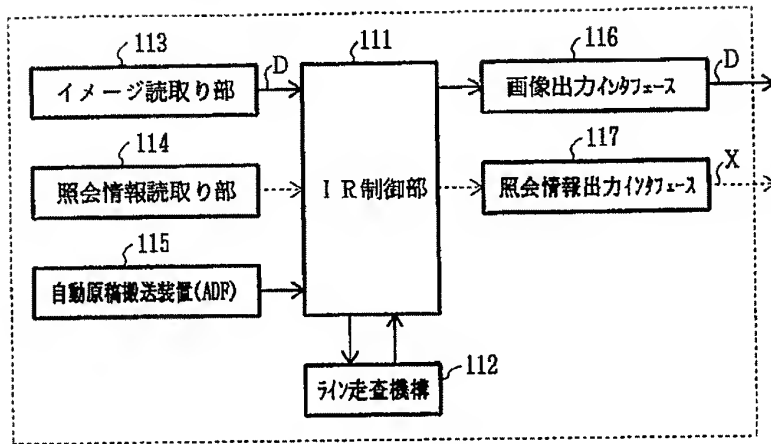 113
D
イメージ読取り部
114
照会情報読取り部
115
自動原稿搬送装置(ADF)
111
IR制御部
112
ライン走査機構
116
D
画像出力インタフェース
117
X
照会情報出力インタフェース